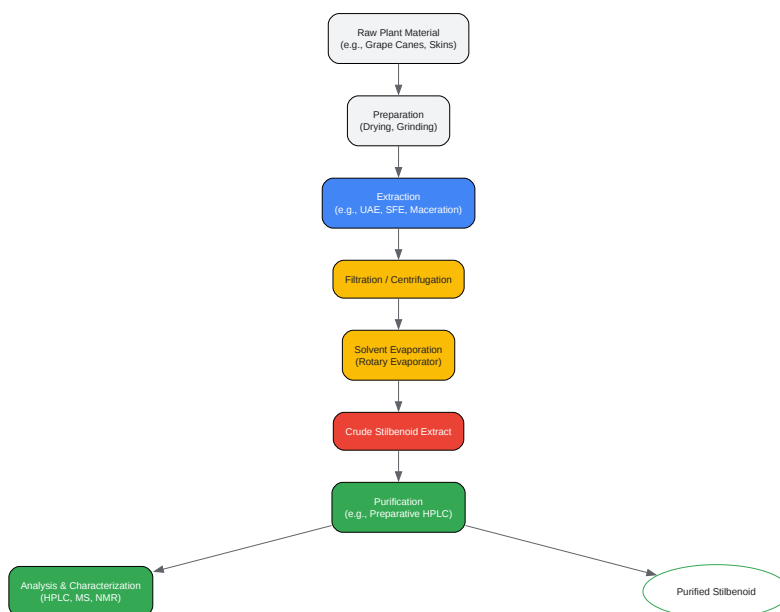 Raw Plant Material
(e.g., Grape Canes, Skins)
Preparation
(Drying, Grinding)
Extraction
(e.g., UAE, SFE, Maceration)
Filtration / Centrifugation
Solvent Evaporation
(Rotary Evaporator)
Crude Stilbenoid Extract
Purification
(e.g., Preparative HPLC)
Analysis & Characterization
(HPLC, MS, NMR)
Purified Stilbenoid